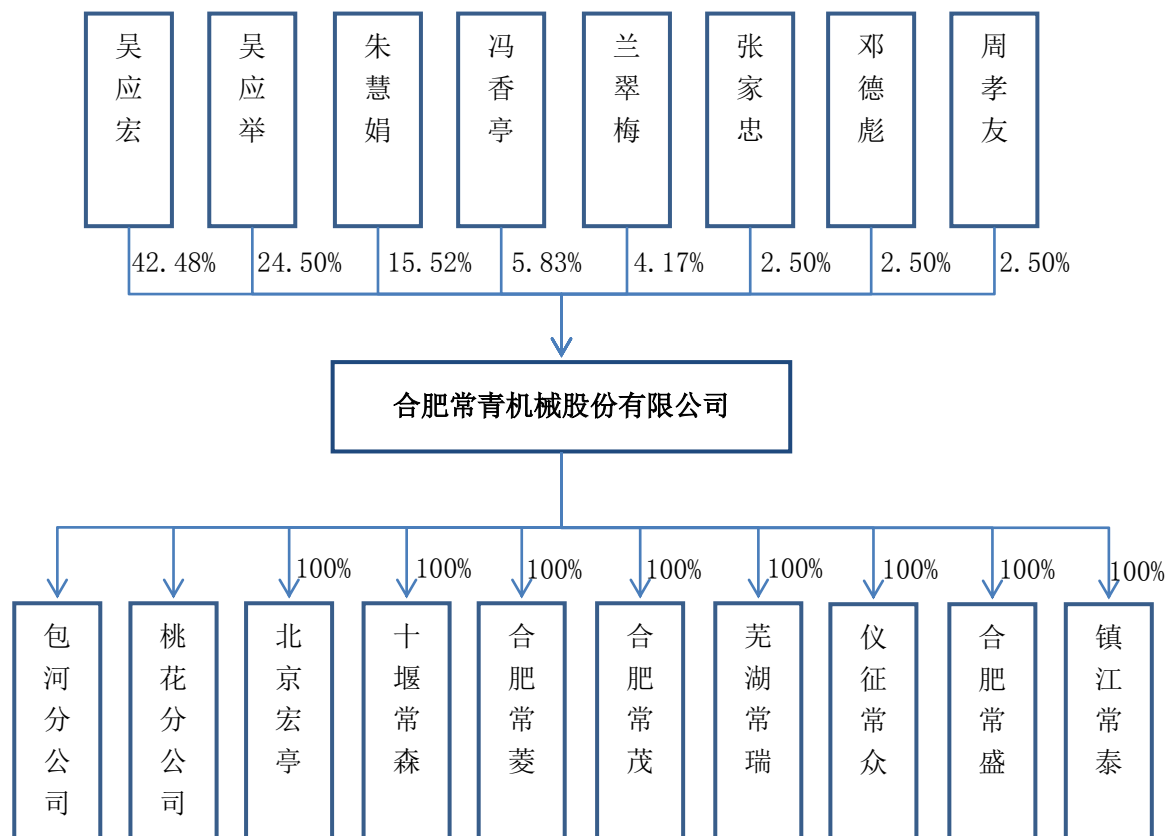 吴应宏
吴应举
朱慧娟
冯香亭
兰翠梅
张家忠
邓德彪
周孝友
42.48%
24.50%
15.52%
5.83%
4.17%
2.50%
2.50%
2.50%
合肥常青机械股份有限公司
100%
100%
100%
100%
100%
100%
100%
100%
包河分公司
桃花分公司
北京宏亭
十堰常森
合肥常菱
合肥常茂
芜湖常瑞
仪征常众
合肥常盛
镇江常泰